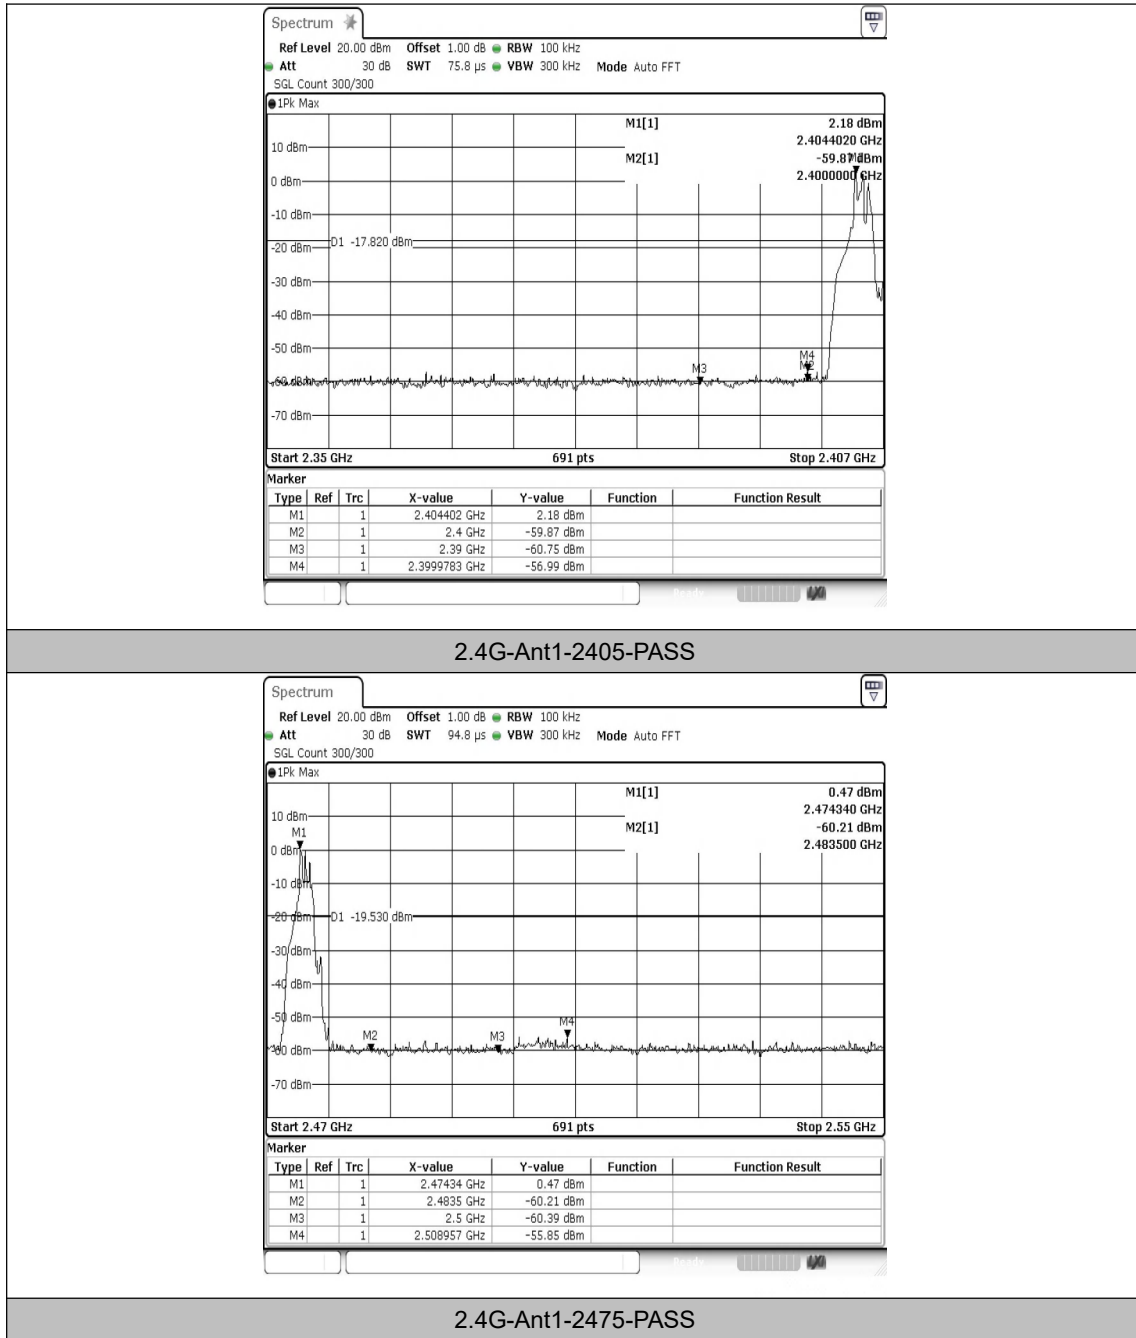 Spectrum
Ref Level 20.00 dBm Offset 1.00 dB RBW 100 kHz
Att 30 dB SWT 75.8 µs VBW 300 kHz Mode Auto FFT
SGL Count 300/300
1Pk Max
M1[1] 2.18 dBm
2.4044020 GHz
10 dBm
M2[1] -59.87 dBm
2.4000000 GHz
0 dBm
-10 dBm
D1 -17.820 dBm
-20 dBm
-30 dBm
-40 dBm
-50 dBm
M4
M3 M2
-60 dBm
-70 dBm
Start 2.35 GHz 691 pts Stop 2.407 GHz
Marker
Type Ref Trc X-value Y-value Function Function Result
M1 1 2.404402 GHz 2.18 dBm
M2 1 2.4 GHz -59.87 dBm
M3 1 2.39 GHz -60.75 dBm
M4 1 2.3999783 GHz -56.99 dBm
Ready
2.4G-Ant1-2405-PASS
Spectrum
Ref Level 20.00 dBm Offset 1.00 dB RBW 100 kHz
Att 30 dB SWT 94.8 µs VBW 300 kHz Mode Auto FFT
SGL Count 300/300
1Pk Max
M1[1] 0.47 dBm
2.474340 GHz
10 dBm
M2[1] -60.21 dBm
M1
2.483500 GHz
0 dBm
-10 dBm
-20 dBm D1 -19.530 dBm
-30 dBm
-40 dBm
-50 dBm
M4
M2 M3
-60 dBm
-70 dBm
Start 2.47 GHz 691 pts Stop 2.55 GHz
Marker
Type Ref Trc X-value Y-value Function Function Result
M1 1 2.47434 GHz 0.47 dBm
M2 1 2.4835 GHz -60.21 dBm
M3 1 2.5 GHz -60.39 dBm
M4 1 2.508957 GHz -55.85 dBm
Ready
2.4G-Ant1-2475-PASS